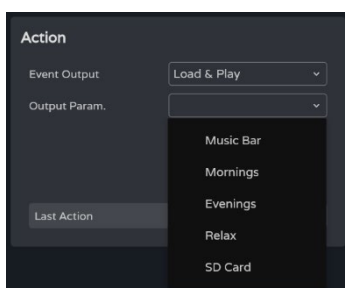 Action
Event Output Load & Play
Output Param.
Music Bar
Mornings
Evenings
Last Action
Relax
SD Card